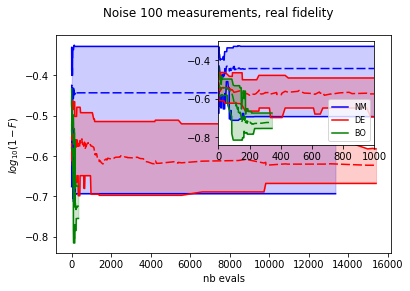 Noise 100 measurements, real fidelity
log₁₀(1 − F)
−0.4
−0.5
−0.6
−0.7
−0.8
0 2000 4000 6000 8000 10000 12000 14000 16000
nb evals
−0.4
−0.6
−0.8
0 200 400 600 800 1000
NM
DE
BO